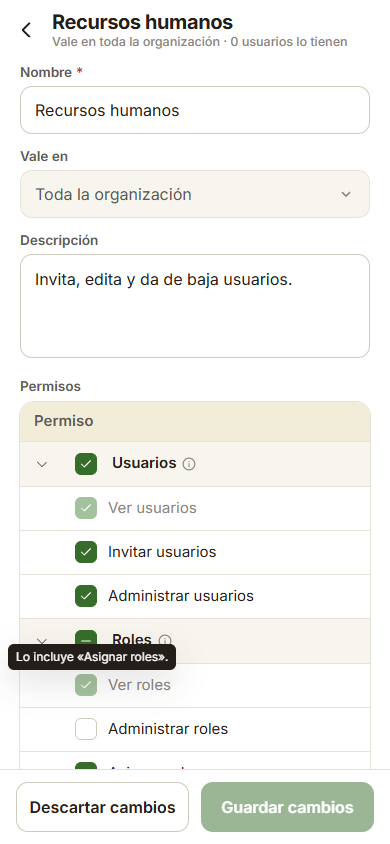 Recursos humanos
Vale en toda la organización · 0 usuarios lo tienen
Nombre *
Recursos humanos
Vale en
Toda la organización
Descripción
Invita, edita y da de baja usuarios.
Permisos
Permiso
Usuarios
Ver usuarios
Invitar usuarios
Administrar usuarios
Roles
Lo incluye «Asignar roles».
Ver roles
Administrar roles
Descartar cambios
Guardar cambios